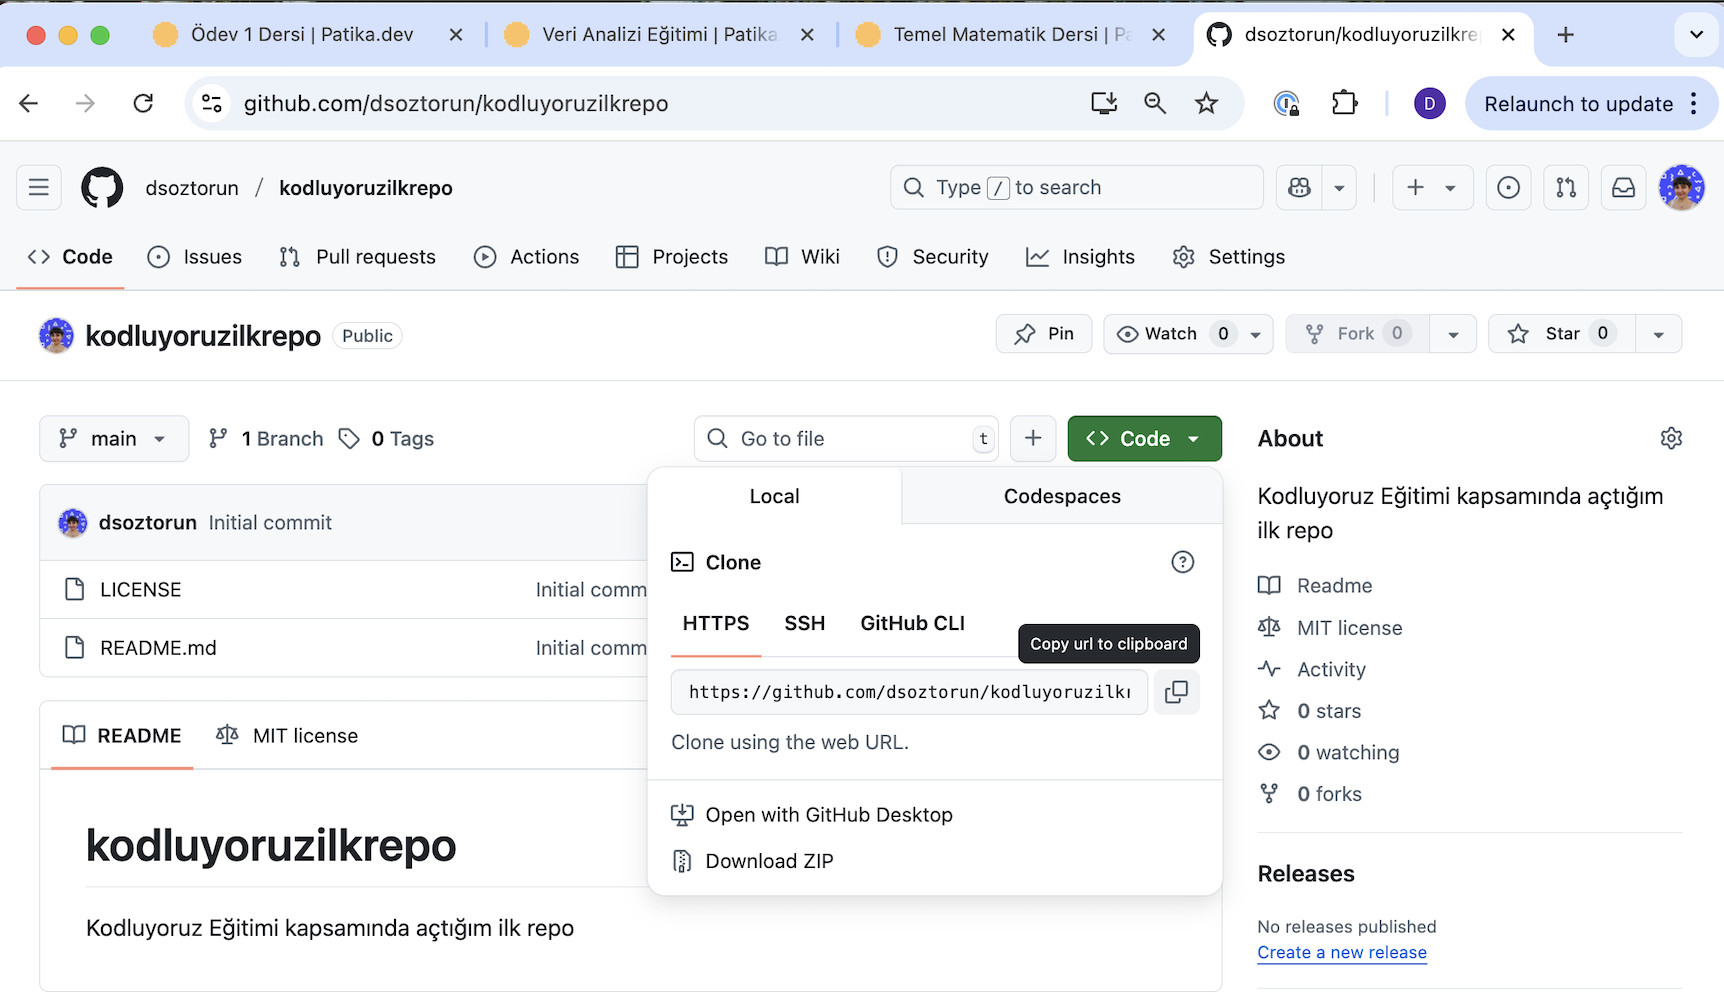 Ödev 1 Dersi | Patika.dev
Veri Analizi Eğitimi | Patika
Temel Matematik Dersi | Pa
dsoztorun/kodluyoruzilkre
github.com/dsoztorun/kodluyoruzilkrepo
D
Relaunch to update
dsoztorun / kodluyoruzilkrepo
Type / to search
Code
Issues
Pull requests
Actions
Projects
Wiki
Security
Insights
Settings
kodluyoruzilkrepo
Public
Pin
Watch 0
Fork 0
Star 0
main
1 Branch
0 Tags
Go to file
t
Code
dsoztorun Initial commit
LICENSE
Initial comm
README.md
Initial comm
Local
Codespaces
Clone
HTTPS
SSH
GitHub CLI
Copy url to clipboard
https://github.com/dsoztorun/kodluyoruzilkr
Clone using the web URL.
Open with GitHub Desktop
Download ZIP
README
MIT license
kodluyoruzilkrepo
Kodluyoruz Eğitimi kapsamında açtığım ilk repo
About
Kodluyoruz Eğitimi kapsamında açtığım
ilk repo
Readme
MIT license
Activity
0 stars
0 watching
0 forks
Releases
No releases published
Create a new release